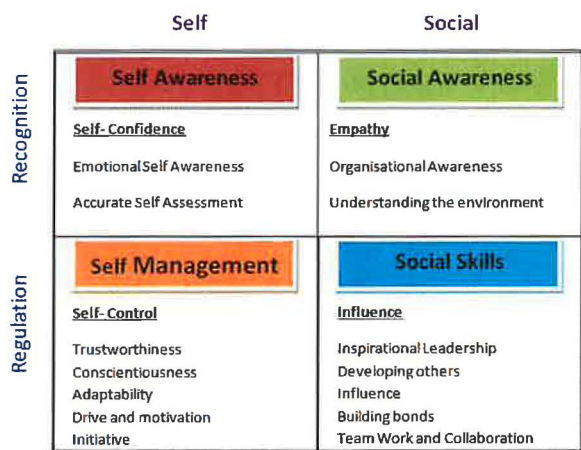 Self
Social
Recognition
Self Awareness
Self- Confidence
Emotional Self Awareness
Accurate Self Assessment
Social Awareness
Empathy
Organisational Awareness
Understanding the environment
Regulation
Self Management
Self- Control
Trustworthiness
Conscientiousness
Adaptability
Drive and motivation
Initiative
Social Skills
Influence
Inspirational Leadership
Developing others
Influence
Building bonds
Team Work and Collaboration